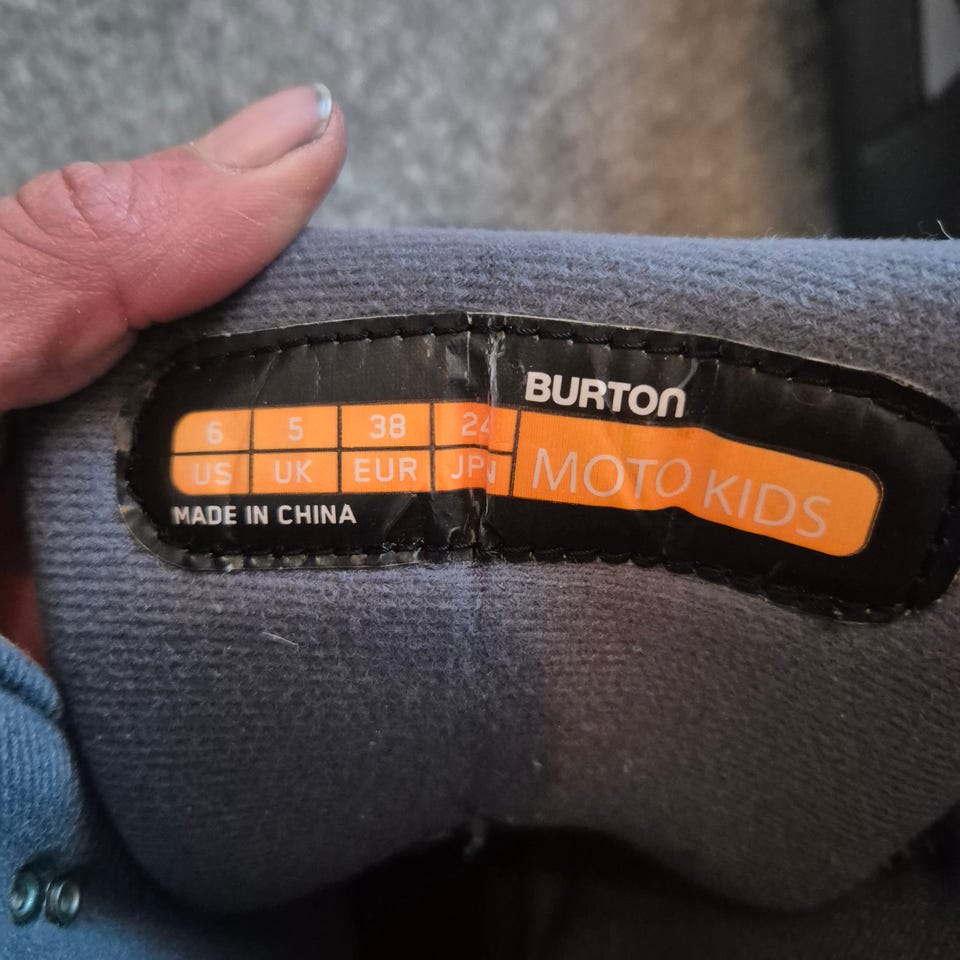 BURTON
6 5 38 24
US UK EUR JPN
MOTO KIDS
MADE IN CHINA